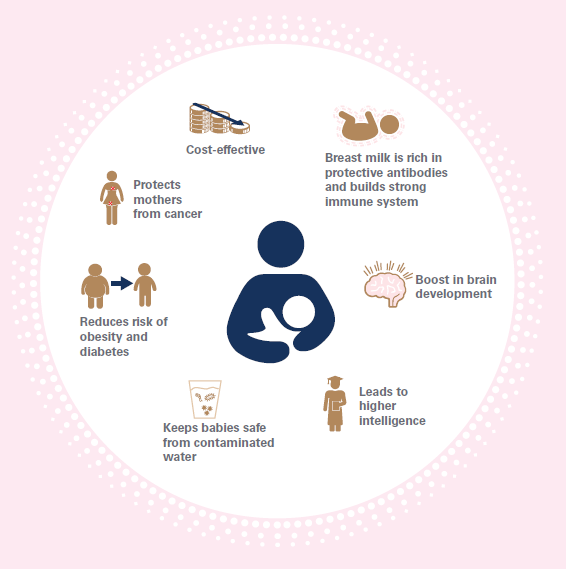 Cost-effective
Breast milk is rich in
protective antibodies
and builds strong
immune system
Protects
mothers
from cancer
Boost in brain
development
Reduces risk of
obesity and
diabetes
Leads to
higher
intelligence
Keeps babies safe
from contaminated
water